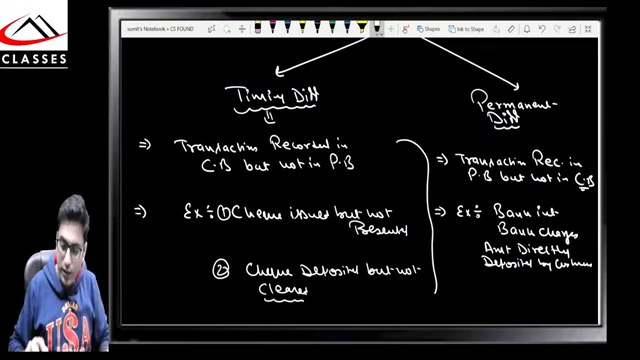 CLASSES
sumit's Notebook » CS FOUND
Shapes
Ink to Shape
Timing Diff
Permanent
Diff
=) Transaction Recorded in
C.B but not in P.B
=) Ex ÷ ① Cheque issued but not
Presented
② Cheque Deposited but not
Cleared
=) Transaction Rec. in
P.B but not in C.B
=) Ex ÷ Bank int
Bank charges
Amt Directly
Deposited by Customer
USA